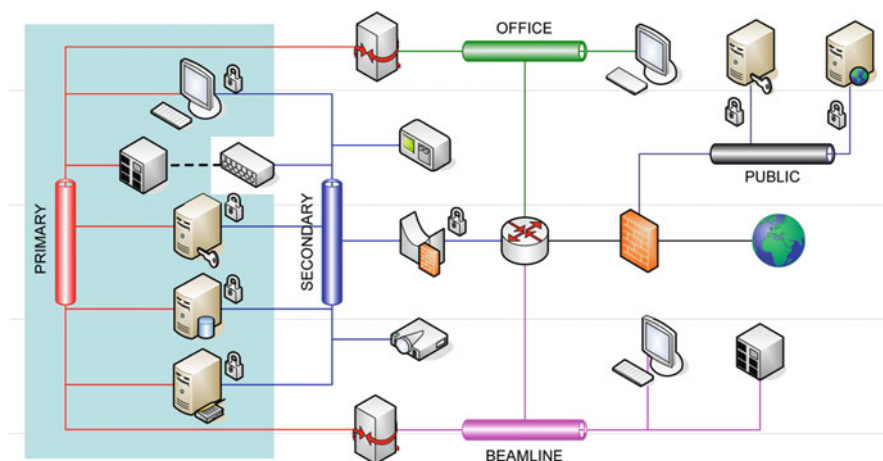 OFFICE
PUBLIC
PRIMARY
SECONDARY
BEAMLINE